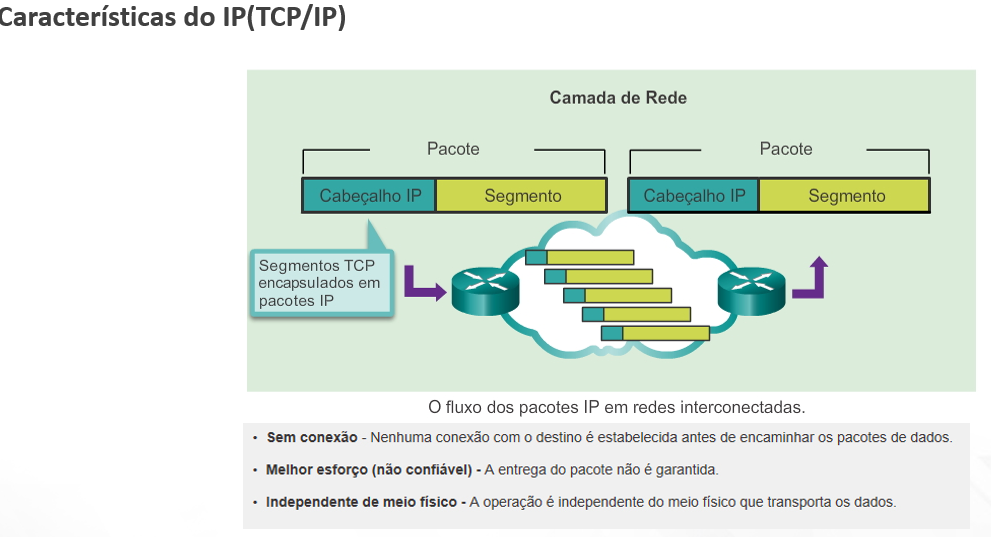 Características do IP(TCP/IP)
Camada de Rede
Pacote
Pacote
Cabeçalho IP
Segmento
Cabeçalho IP
Segmento
Segmentos TCP
encapsulados em
pacotes IP
O fluxo dos pacotes IP em redes interconectadas.
• Sem conexão - Nenhuma conexão com o destino é estabelecida antes de encaminhar os pacotes de dados.
• Melhor esforço (não confiável) - A entrega do pacote não é garantida.
• Independente de meio físico - A operação é independente do meio físico que transporta os dados.